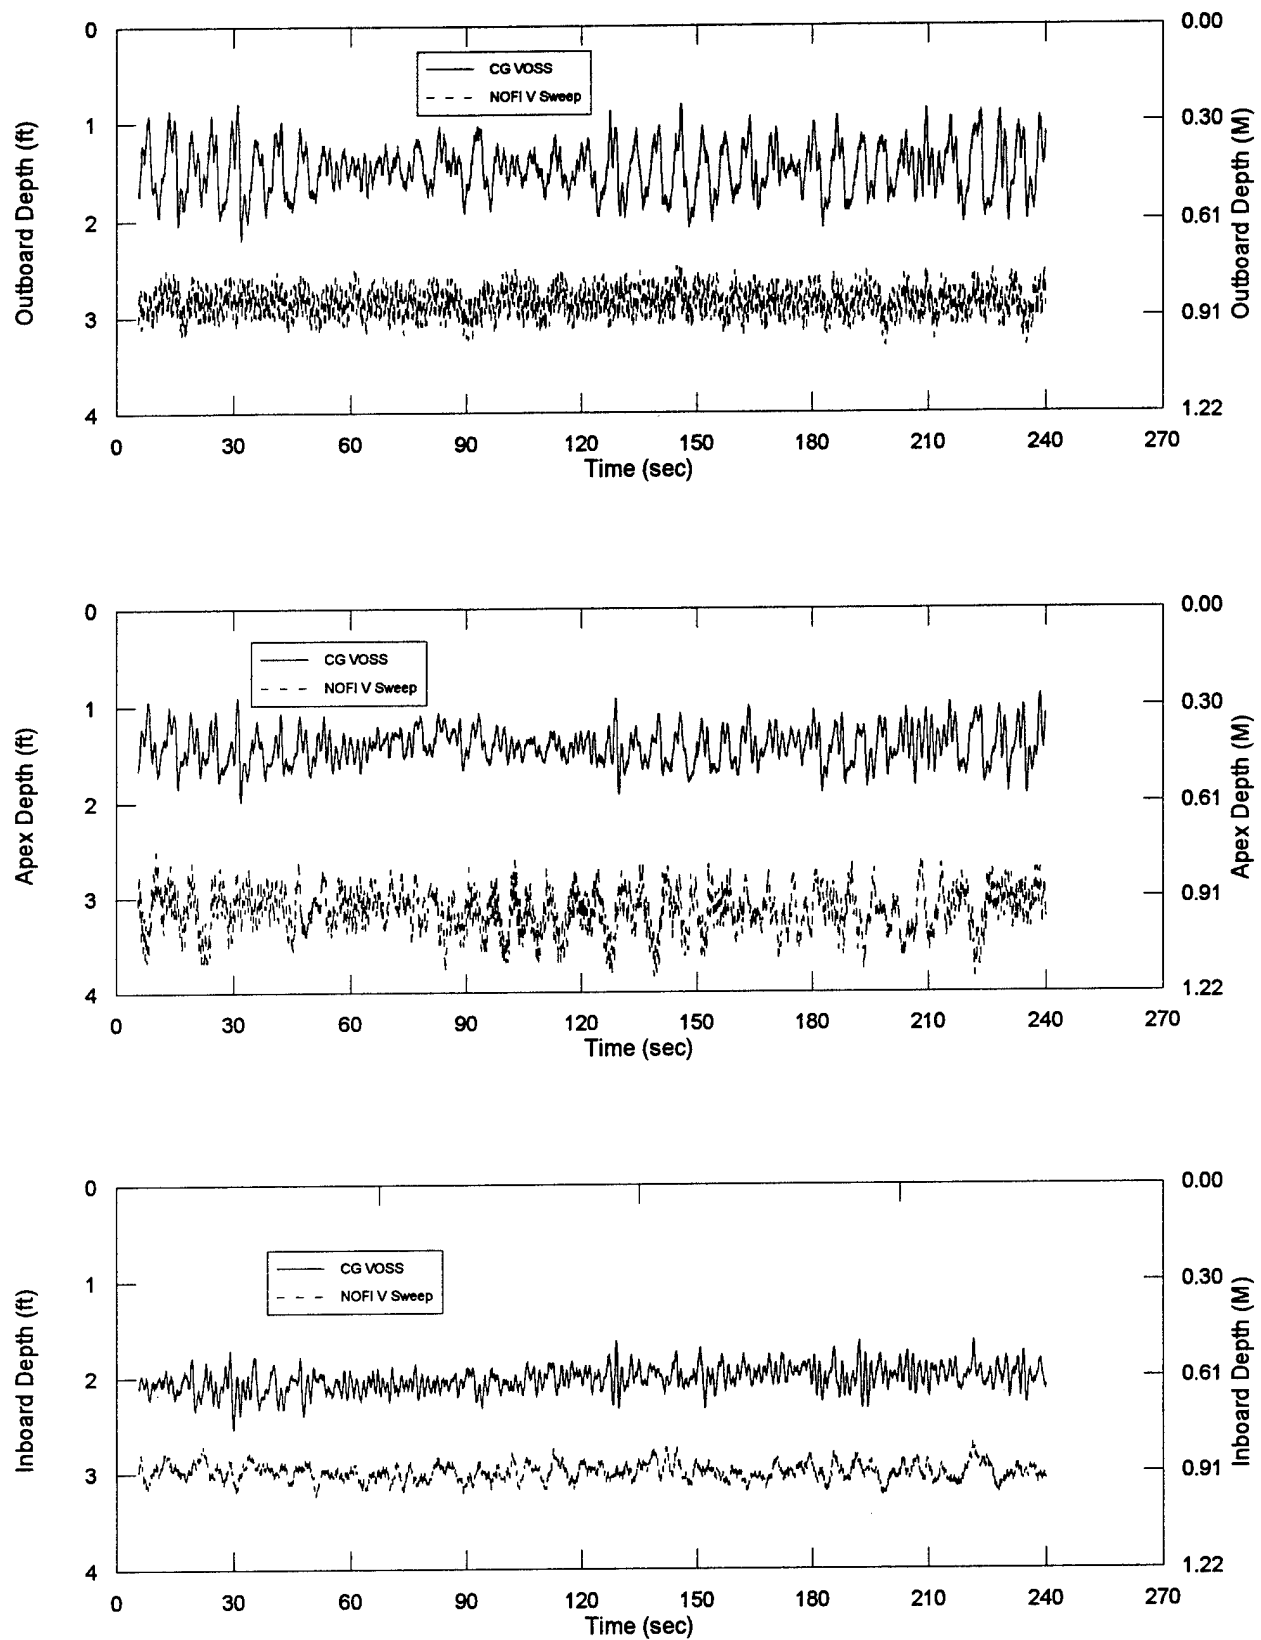 0
1
2
3
4
Outboard Depth (ft)
CG VOSS
NOFI V Sweep
0.00
0.30
0.61
0.91
1.22
Outboard Depth (M)
0 30 60 90 120 150 180 210 240 270
Time (sec)
0
1
2
3
4
Apex Depth (ft)
CG VOSS
NOFI V Sweep
0.00
0.30
0.61
0.91
1.22
Apex Depth (M)
0 30 60 90 120 150 180 210 240 270
Time (sec)
0
1
2
3
4
Inboard Depth (ft)
CG VOSS
NOFI V Sweep
0.00
0.30
0.61
0.91
1.22
Inboard Depth (M)
0 30 60 90 120 150 180 210 240 270
Time (sec)